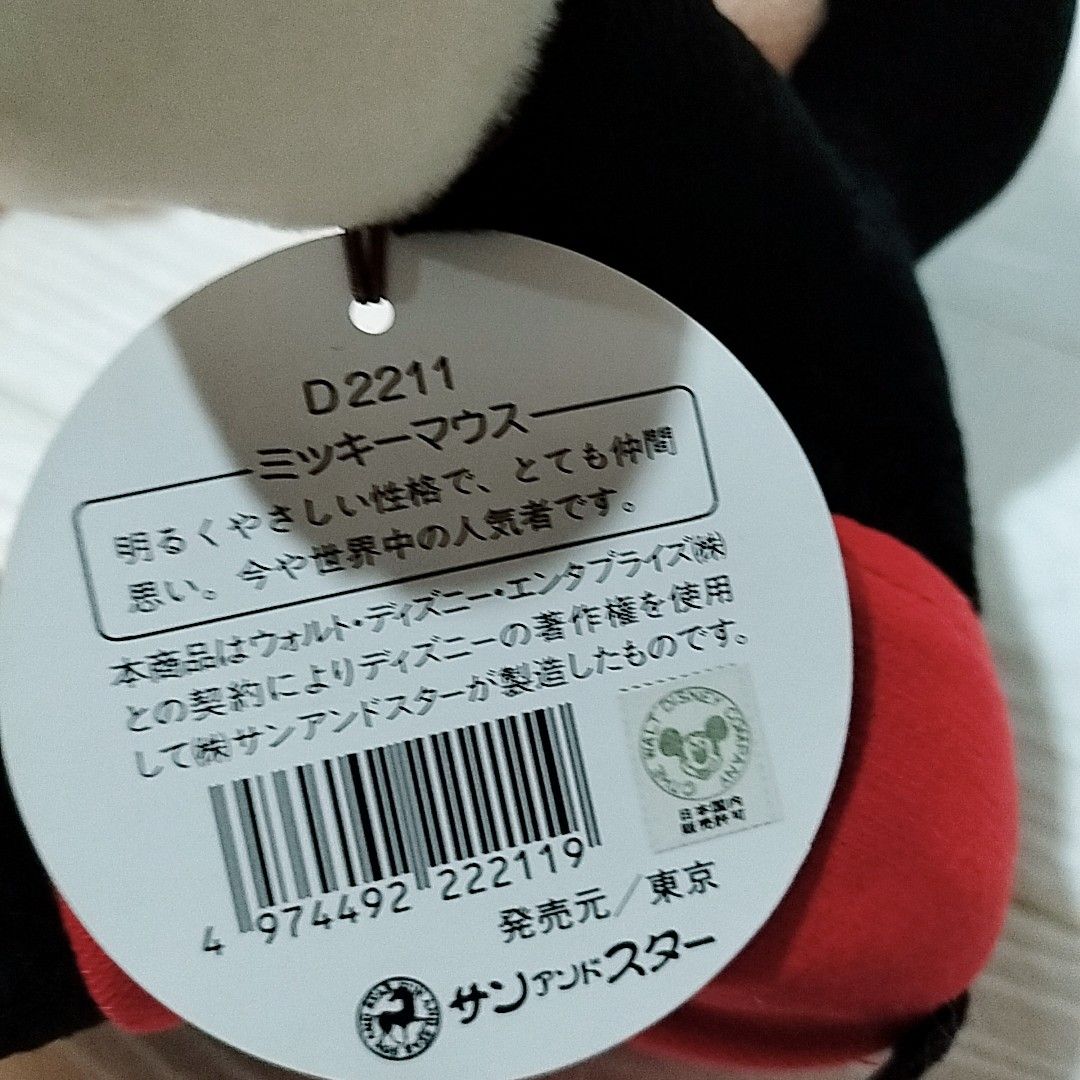 D2211
ミッキーマウス
明るくやさしい性格で、とても仲間
思い。今や世界中の人気者です。
本商品はウォルト・ディズニー・エンタプライズ㈱
との契約によりディズニーの著作権を使用
して㈱サンアンドスターが製造したものです。
©THE WALT DISNEY COMPANY
日本国内
販売許可
4 974492 222119
発売元/東京
サンアンドスター